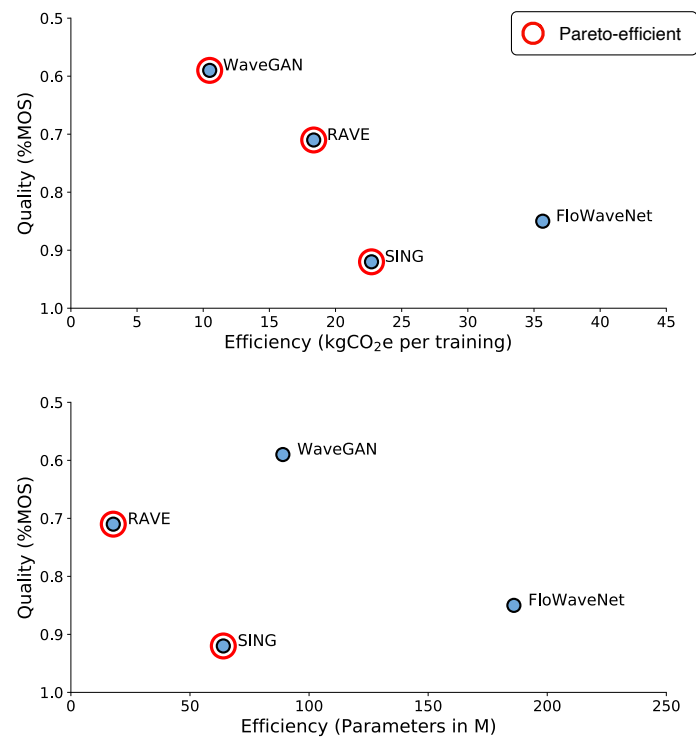 0.5
Pareto-efficient
WaveGAN
0.6
RAVE
0.7
Quality (%MOS)
0.8
FloWaveNet
SING
0.9
1.0
0 5 10 15 20 25 30 35 40 45
Efficiency (kgCO₂e per training)
0.5
WaveGAN
0.6
RAVE
0.7
Quality (%MOS)
0.8
FloWaveNet
SING
0.9
1.0
0 50 100 150 200 250
Efficiency (Parameters in M)